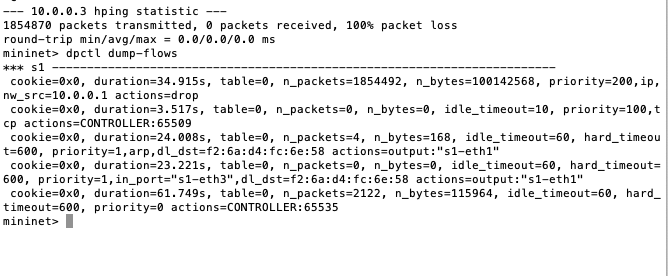 --- 10.0.0.3 hping statistic ---
1854870 packets transmitted, 0 packets received, 100% packet loss
round-trip min/avg/max = 0.0/0.0/0.0 ms
mininet> dpctl dump-flows
*** s1 ------------------------------------------------------------------------
 cookie=0x0, duration=34.915s, table=0, n_packets=1854492, n_bytes=100142568, priority=200,ip,
nw_src=10.0.0.1 actions=drop
 cookie=0x0, duration=3.517s, table=0, n_packets=0, n_bytes=0, idle_timeout=10, priority=100,t
cp actions=CONTROLLER:65509
 cookie=0x0, duration=24.008s, table=0, n_packets=4, n_bytes=168, idle_timeout=60, hard_timeou
t=600, priority=1,arp,dl_dst=f2:6a:d4:fc:6e:58 actions=output:"s1-eth1"
 cookie=0x0, duration=23.221s, table=0, n_packets=0, n_bytes=0, idle_timeout=60, hard_timeout=
600, priority=1,in_port="s1-eth3",dl_dst=f2:6a:d4:fc:6e:58 actions=output:"s1-eth1"
 cookie=0x0, duration=61.749s, table=0, n_packets=2122, n_bytes=115964, idle_timeout=60, hard_
timeout=600, priority=0 actions=CONTROLLER:65535
mininet>